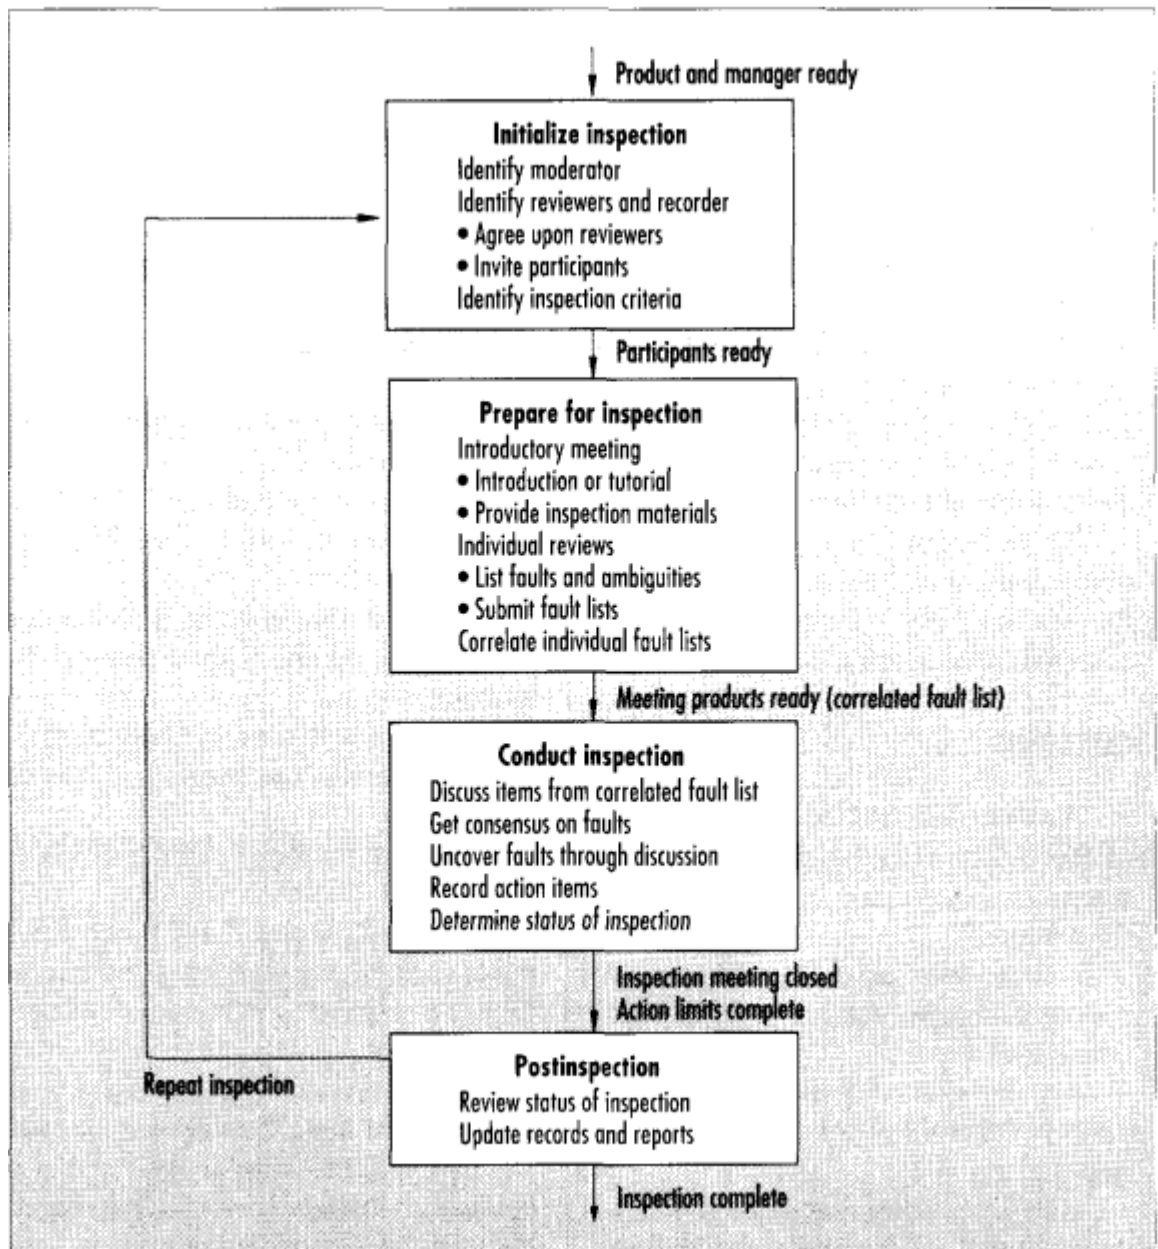 Product and manager ready
Initialize inspection
Identify moderator
Identify reviewers and recorder
• Agree upon reviewers
• Invite participants
Identify inspection criteria
Participants ready
Prepare for inspection
Introductory meeting
• Introduction or tutorial
• Provide inspection materials
Individual reviews
• List faults and ambiguities
• Submit fault lists
Correlate individual fault lists
Meeting products ready (correlated fault list)
Conduct inspection
Discuss items from correlated fault list
Get consensus on faults
Uncover faults through discussion
Record action items
Determine status of inspection
Inspection meeting closed
Action limits complete
Postinspection
Review status of inspection
Update records and reports
Repeat inspection
Inspection complete